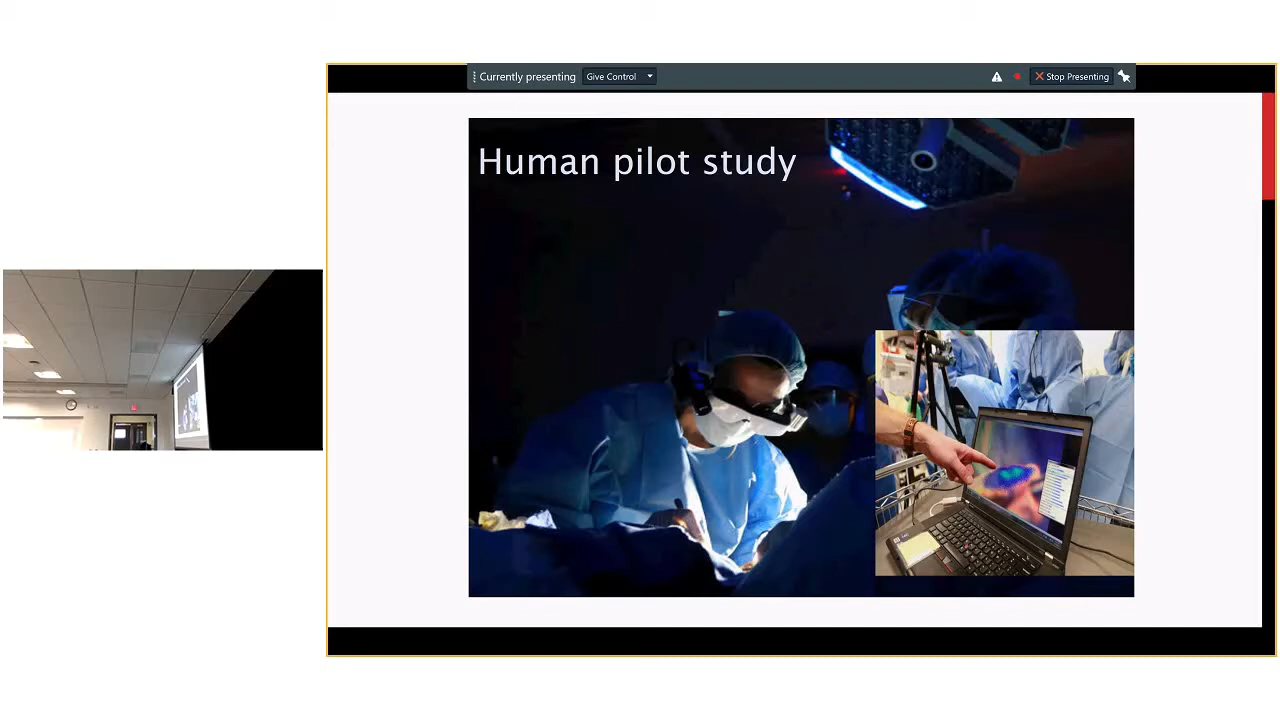 Currently presenting
Give Control
Stop Presenting
Human pilot study